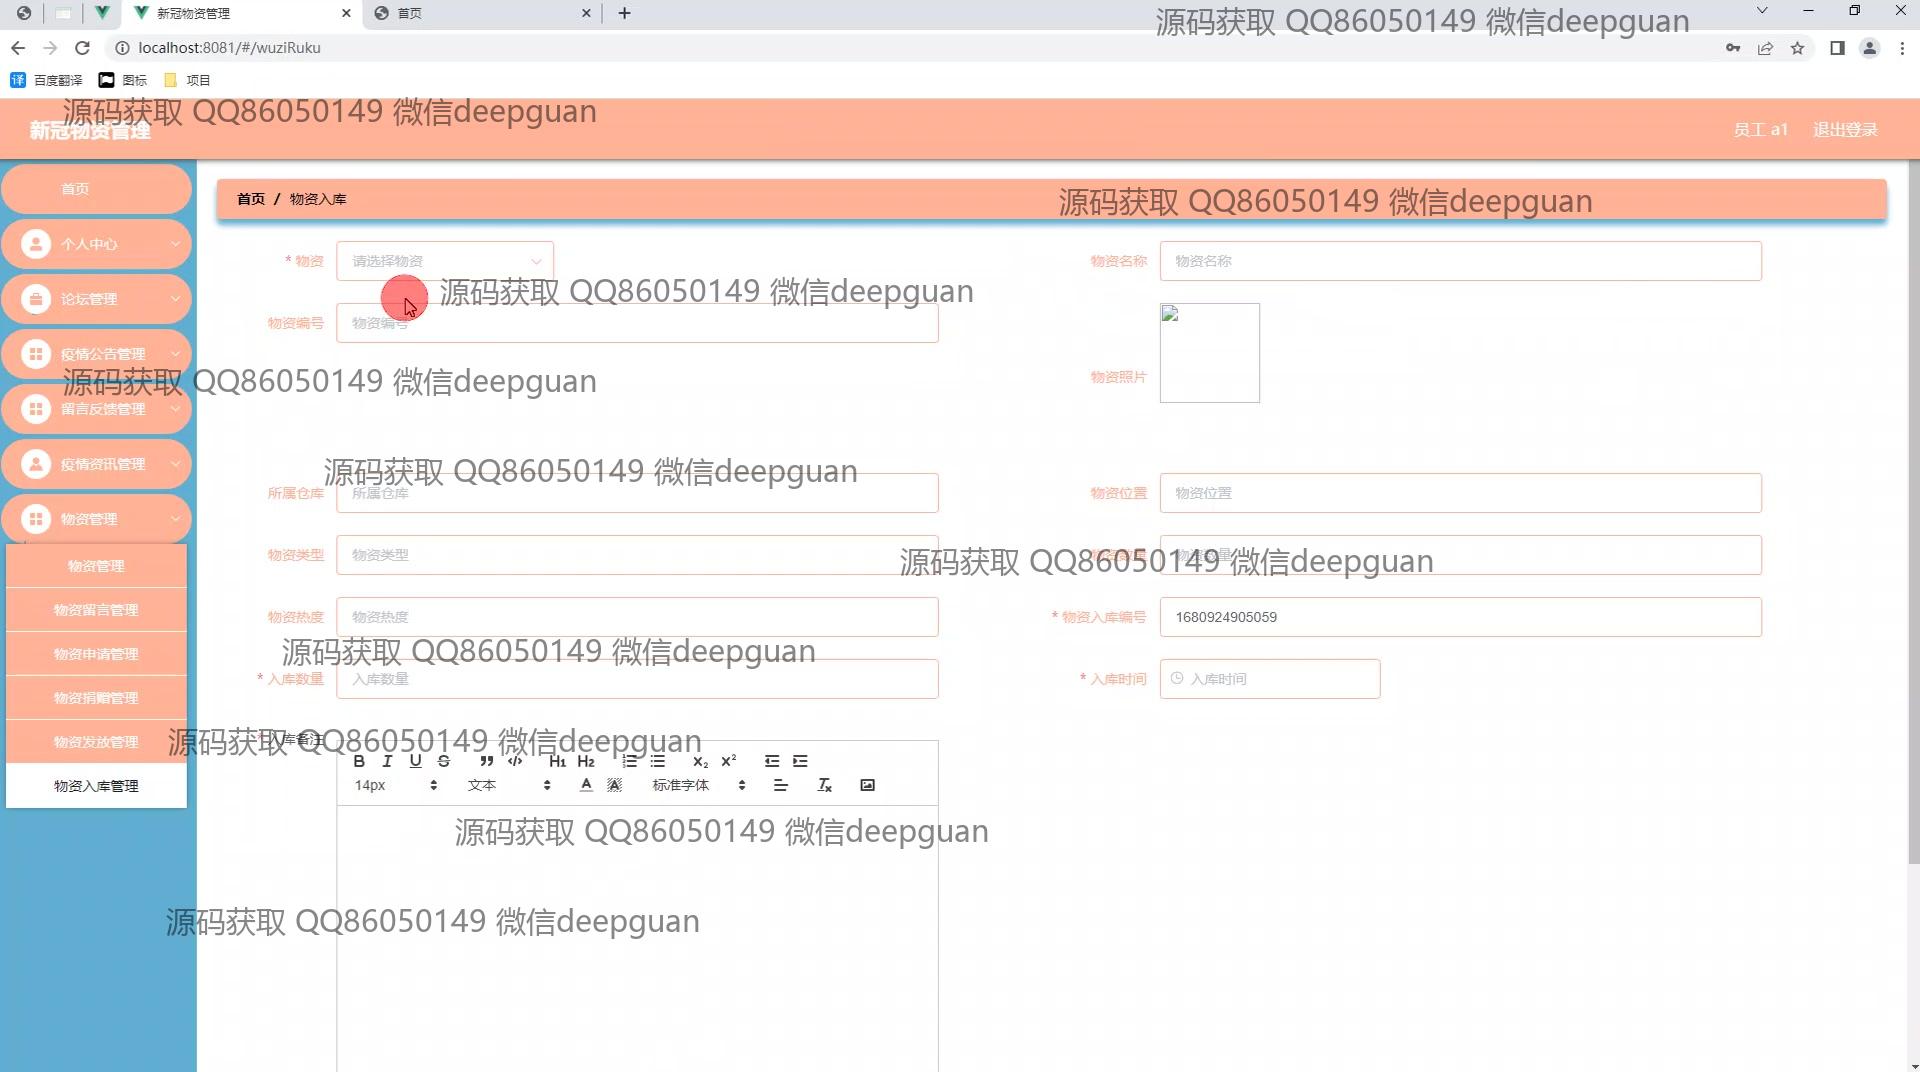 新冠物资管理
首页
源码获取 QQ86050149 微信deepguan
localhost:8081/#/wuziRuku
百度翻译
图标
项目
源码获取 QQ86050149 微信deepguan
新冠物资管理
员工 a1
退出登录
首页
首页 / 物资入库
源码获取 QQ86050149 微信deepguan
个人中心
* 物资
请选择物资
物资名称
物资名称
论坛管理
源码获取 QQ86050149 微信deepguan
物资编号
物资编号
疫情公告管理
物资照片
源码获取 QQ86050149 微信deepguan
留言反馈管理
疫情资讯管理
源码获取 QQ86050149 微信deepguan
所属仓库
所属仓库
物资位置
物资位置
物资管理
物资管理
物资类型
物资类型
物资数量
物资数量
源码获取 QQ86050149 微信deepguan
物资留言管理
物资热度
物资热度
* 物资入库编号
1680924905059
物资申请管理
源码获取 QQ86050149 微信deepguan
* 入库数量
入库数量
* 入库时间
入库时间
物资捐赠管理
物资发放管理
源码获取 QQ86050149 微信deepguan
* 入库备注
B I U S ” </> H1 H2 X2 X2
14px
文本
A A
标准字体
Tx
物资入库管理
源码获取 QQ86050149 微信deepguan
源码获取 QQ86050149 微信deepguan